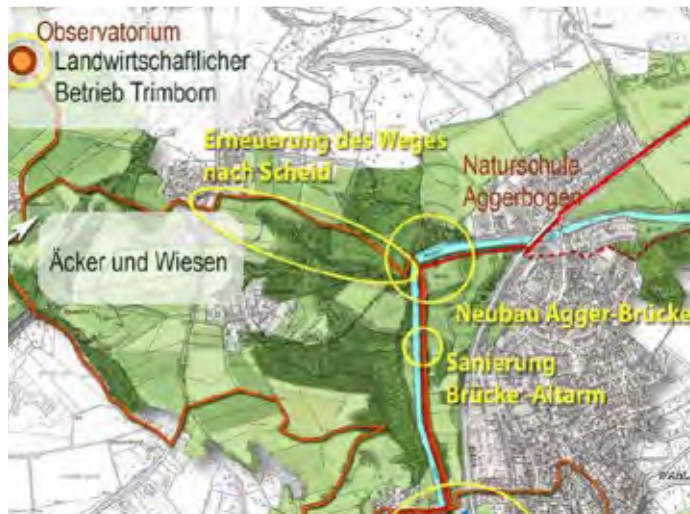 Observatorium
Landwirtschaftlicher
Betrieb Trimborn
Erneuerung des Weges
nach Scheid
Naturschule
Aggerbogen
Äcker und Wiesen
Neubau Agger-Brücke
Sanierung
Brücke -Altarm